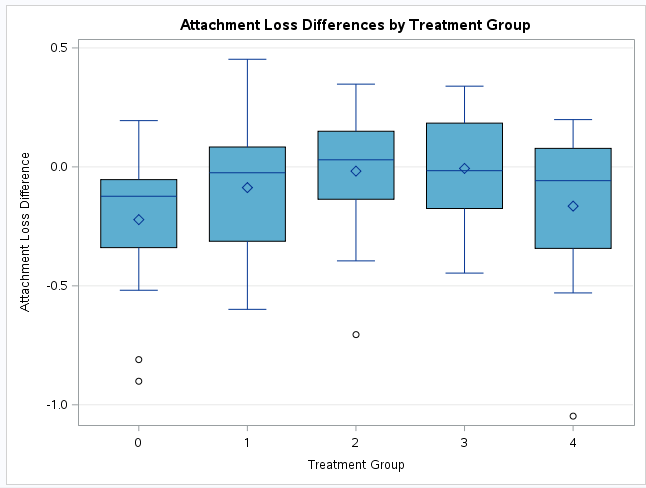 Attachment Loss Differences by Treatment Group
Attachment Loss Difference
0.5
0.0
-0.5
-1.0
0 1 2 3 4
Treatment Group